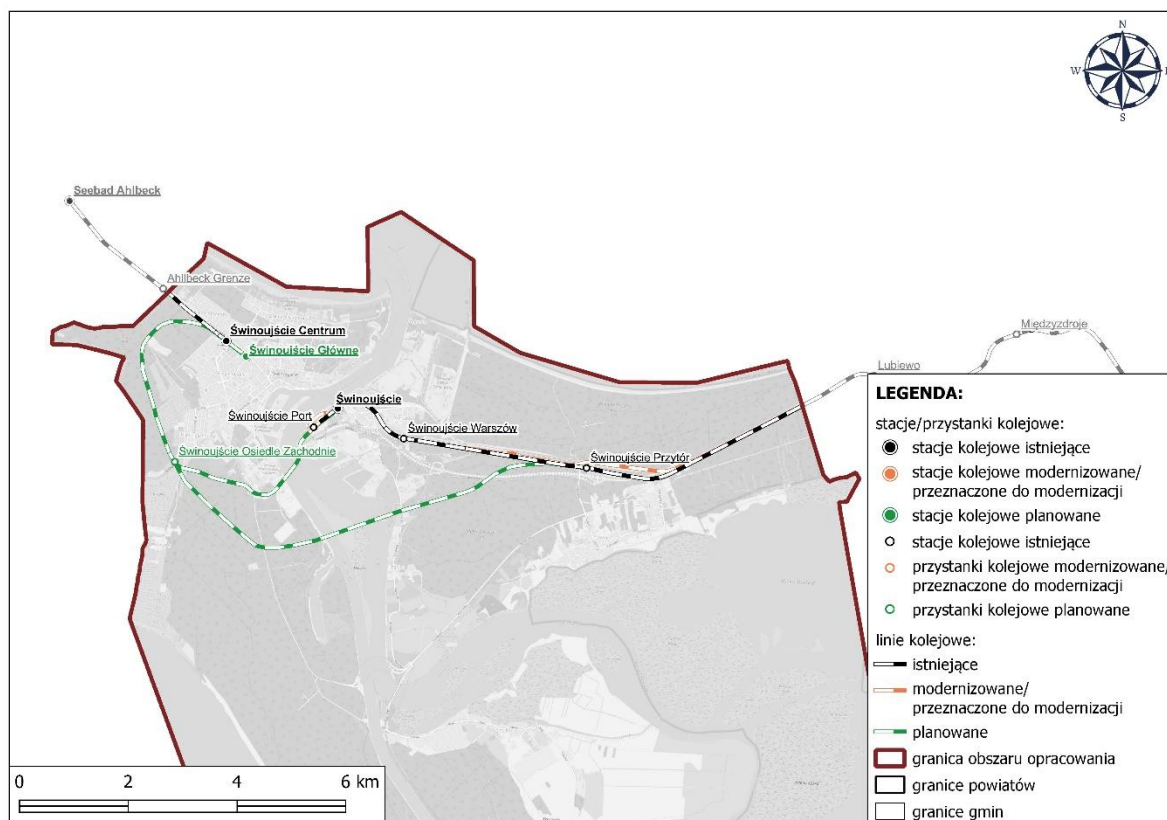 N
W
E
S
Seebad Ahlbeck
Ahllbeck Grenze
Świnoujście Centrum
Świnoujście Główne
Międzyzdroje
Lubiewo
Świnoujście
Świnoujście Port
Świnoujście Warszów
Świnoujście Osiedle Zachodnie
Świnoujście Przytór
LEGENDA:
stacje/przystanki kolejowe:
stacje kolejowe istniejące
stacje kolejowe modernizowane/
przeznaczone do modernizacji
stacje kolejowe planowane
stacje kolejowe istniejące
przystanki kolejowe modernizowane/
przeznaczone do modernizacji
przystanki kolejowe planowane
linie kolejowe:
istniejące
modernizowane/
przeznaczone do modernizacji
planowane
granica obszaru opracowania
granice powiatów
granice gmin
0 2 4 6 km